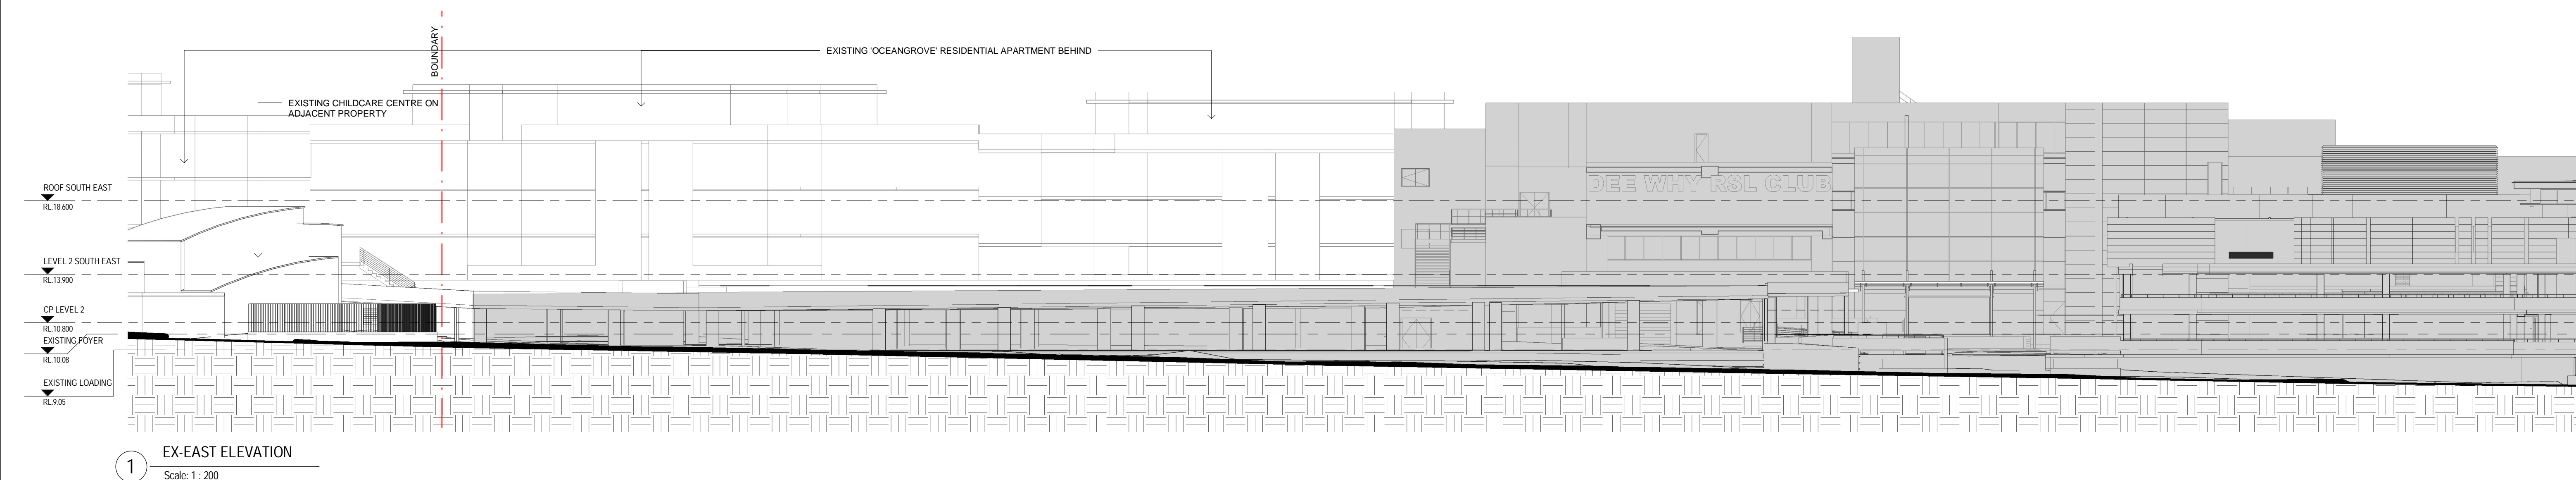 BOUNDARY
EXISTING 'OCEANGROVE' RESIDENTIAL APARTMENT BEHIND
EXISTING CHILDCARE CENTRE ON
ADJACENT PROPERTY
DEE WHY RSL CLUB
ROOF SOUTH EAST
RL.18.600
LEVEL 2 SOUTH EAST
RL.13.900
CP LEVEL 2
RL.10.800
EXISTING FOYER
RL.10.08
EXISTING LOADING
RL.9.05
1
EX-EAST ELEVATION
Scale: 1 : 200